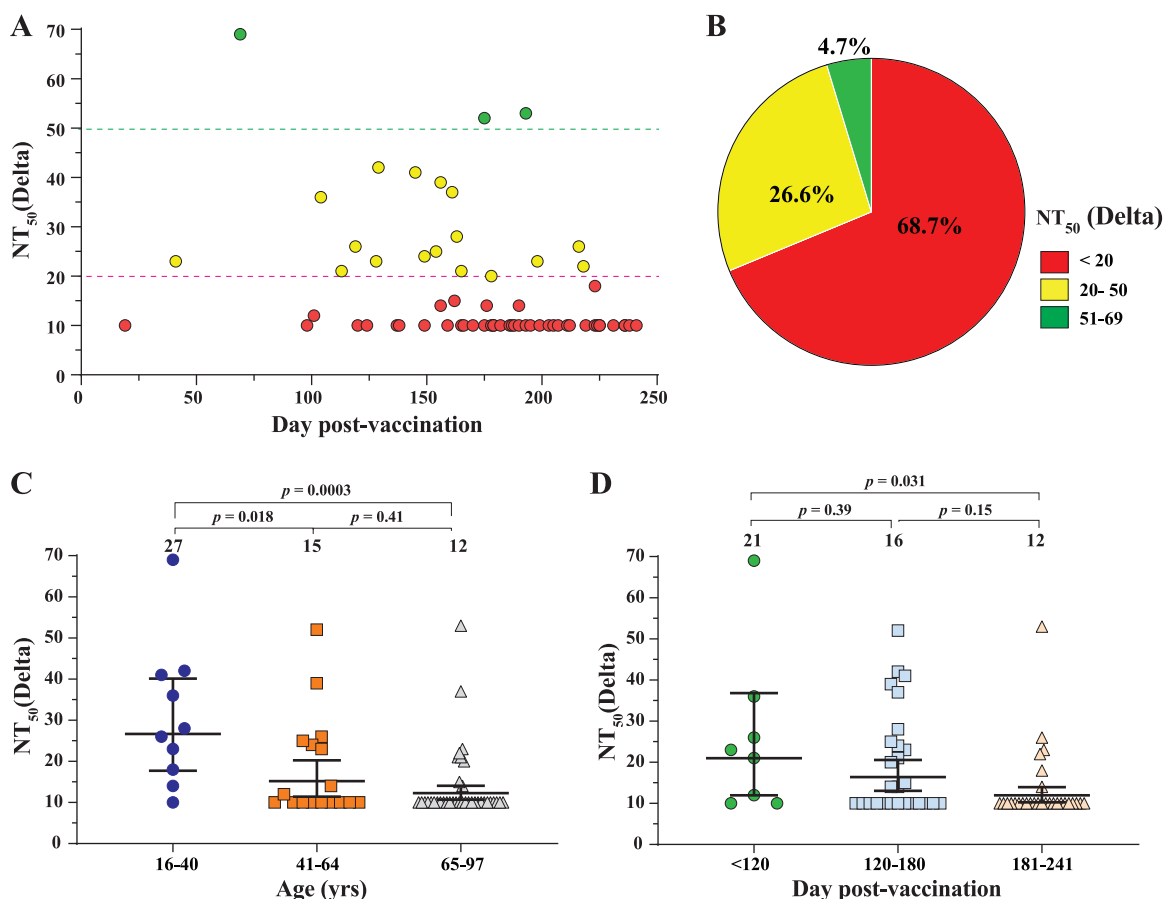 A
NT50(Delta)
80
70
60
50
40
30
20
10
0
0 50 100 150 200 250
Day post-vaccination
B
4.7%
26.6%
68.7%
NT50 (Delta)
< 20
20- 50
51-69
C
p = 0.0003
p = 0.018 p = 0.41
27 15 12
NT50(Delta)
70
60
50
40
30
20
10
0
16-40 41-64 65-97
Age (yrs)
D
p = 0.031
p = 0.39 p = 0.15
21 16 12
NT50(Delta)
70
60
50
40
30
20
10
0
<120 120-180 181-241
Day post-vaccination